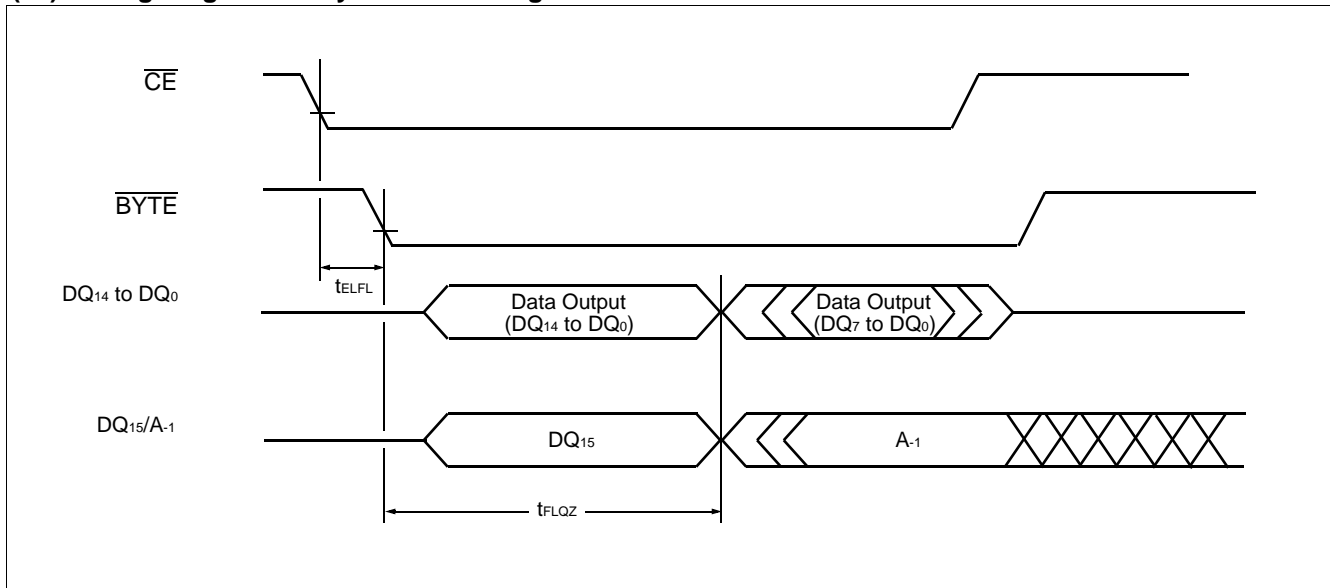 CE
BYTE
tELFL
DQ14 to DQ0
Data Output
(DQ14 to DQ0)
Data Output
(DQ7 to DQ0)
DQ15/A-1
DQ15
A-1
tFLQZ